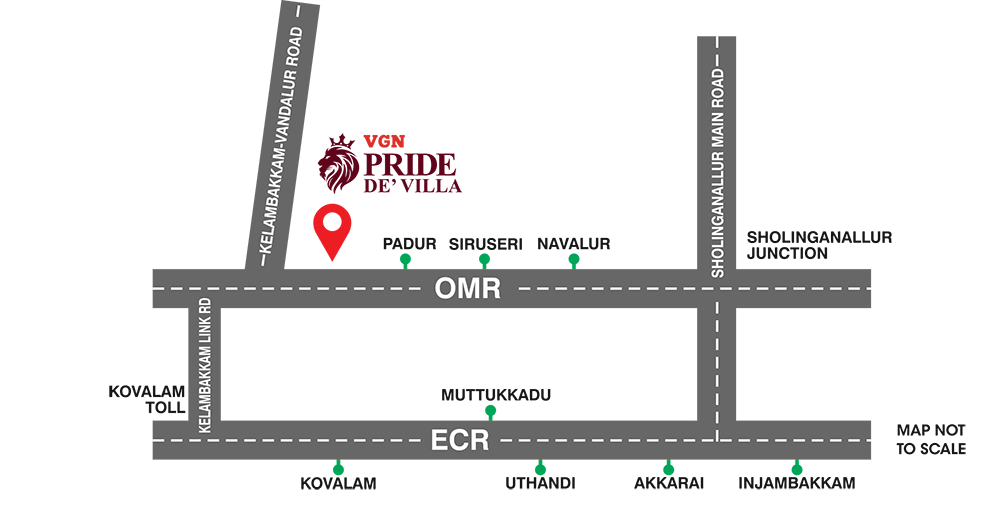 KELAMBAKKAM-VANDALUR ROAD
SHOLINGANALLUR MAIN ROAD
VGN
PRIDE
DE' VILLA
PADUR
SIRUSERI
NAVALUR
SHOLINGANALLUR
JUNCTION
OMR
KELAMBAKKAM LINK RD
KOVALAM
TOLL
MUTTUKKADU
ECR
MAP NOT
TO SCALE
KOVALAM
UTHANDI
AKKARAI
INJAMBAKKAM